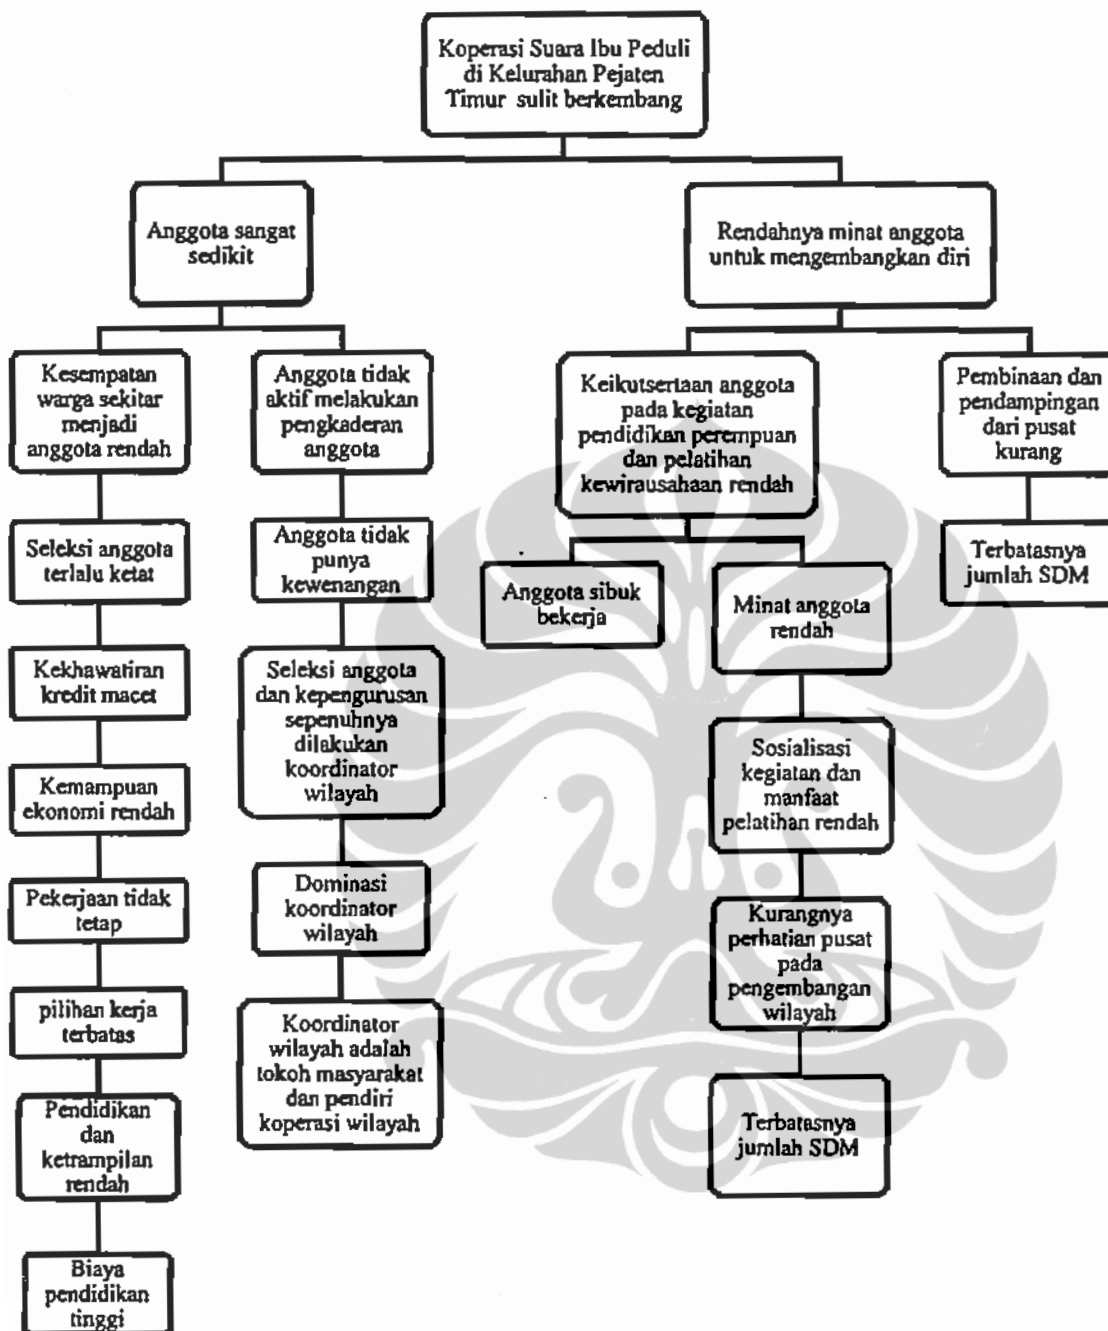 Koperasi Suara Ibu Peduli
di Kelurahan Pejaten
Timur sulit berkembang
Anggota sangat
sedikit
Rendahnya minat anggota
untuk mengembangkan diri
Kesempatan
warga sekitar
menjadi
anggota rendah
Anggota tidak
aktif melakukan
pengkaderan
anggota
Keikutsertaan anggota
pada kegiatan
pendidikan perempuan
dan pelatihan
kewirausahaan rendah
Pembinaan dan
pendampingan
dari pusat
kurang
Seleksi anggota
terlalu ketat
Anggota tidak
punya
kewenangan
Anggota sibuk
bekerja
Minat anggota
rendah
Terbatasnya
jumlah SDM
Kekhawatiran
kredit macet
Seleksi anggota
dan kepengurusan
sepenuhnya
dilakukan
koordinator
wilayah
Sosialisasi
kegiatan dan
manfaat
pelatihan rendah
Kemampuan
ekonomi rendah
Pekerjaan tidak
tetap
Dominasi
koordinator
wilayah
Kurangnya
perhatian pusat
pada
pengembangan
wilayah
pilihan kerja
terbatas
Koordinator
wilayah adalah
tokoh masyarakat
dan pendiri
koperasi wilayah
Terbatasnya
jumlah SDM
Pendidikan
dan
ketrampilan
rendah
Biaya
pendidikan
tinggi